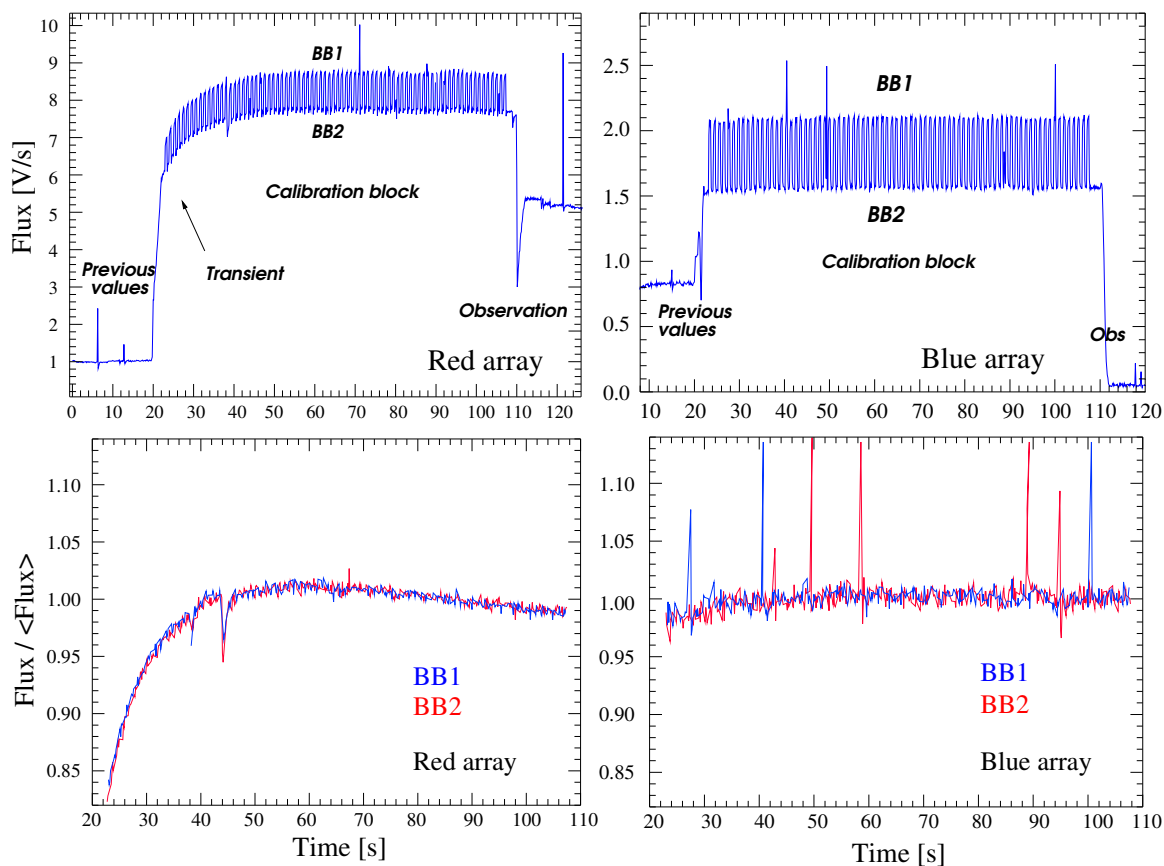 Flux [V/s]
10
9
8
7
6
5
4
3
2
1
BB1
BB2
Calibration block
Previous
values
Transient
Observation
Red array
0 10 20 30 40 50 60 70 80 90 100 110 120
2.5
2.0
1.5
1.0
0.5
0.0
BB1
BB2
Calibration block
Previous
values
Obs
Blue array
10 20 30 40 50 60 70 80 90 100 110 120
Flux / <Flux>
1.10
1.05
1.00
0.95
0.90
0.85
BB1
BB2
Red array
20 30 40 50 60 70 80 90 100 110
Time [s]
1.10
1.05
1.00
0.95
0.90
0.85
BB1
BB2
Blue array
20 30 40 50 60 70 80 90 100 110
Time [s]